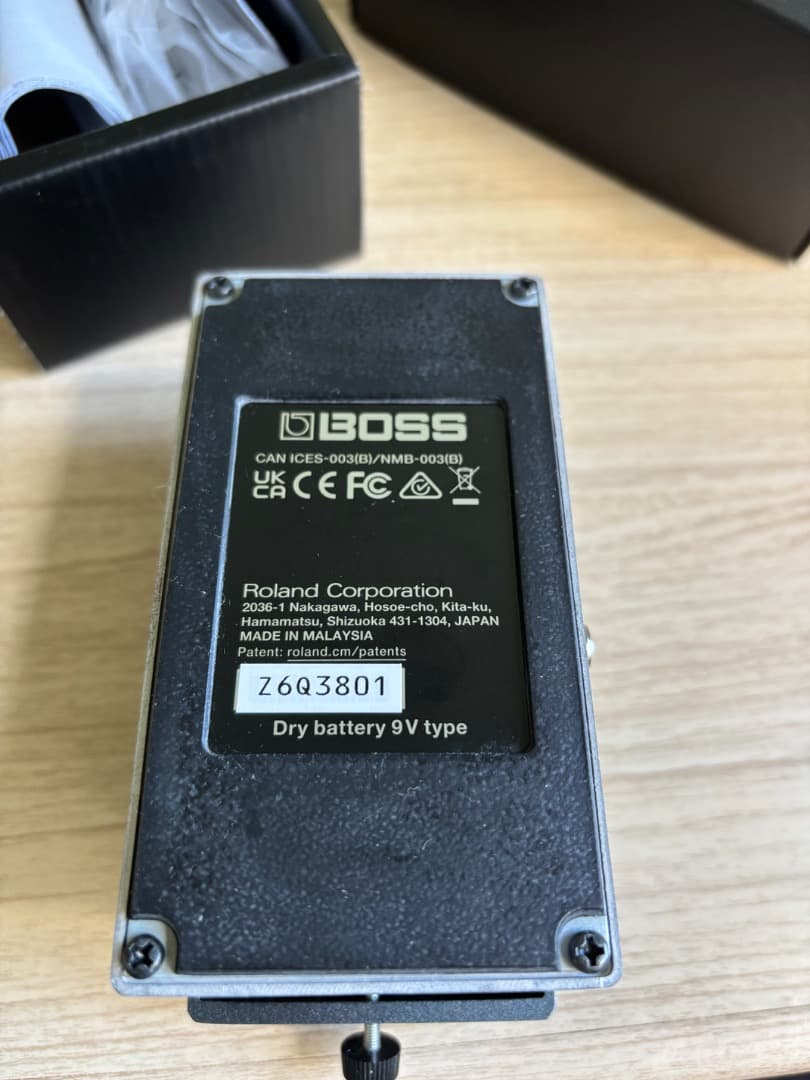 BOSS
CAN ICES-003(B)/NMB-003(B)
UK CA CE FC
Roland Corporation
2036-1 Nakagawa, Hosoe-cho, Kita-ku,
Hamamatsu, Shizuoka 431-1304, JAPAN
MADE IN MALAYSIA
Patent: roland.cm/patents
Z6Q3801
Dry battery 9V type